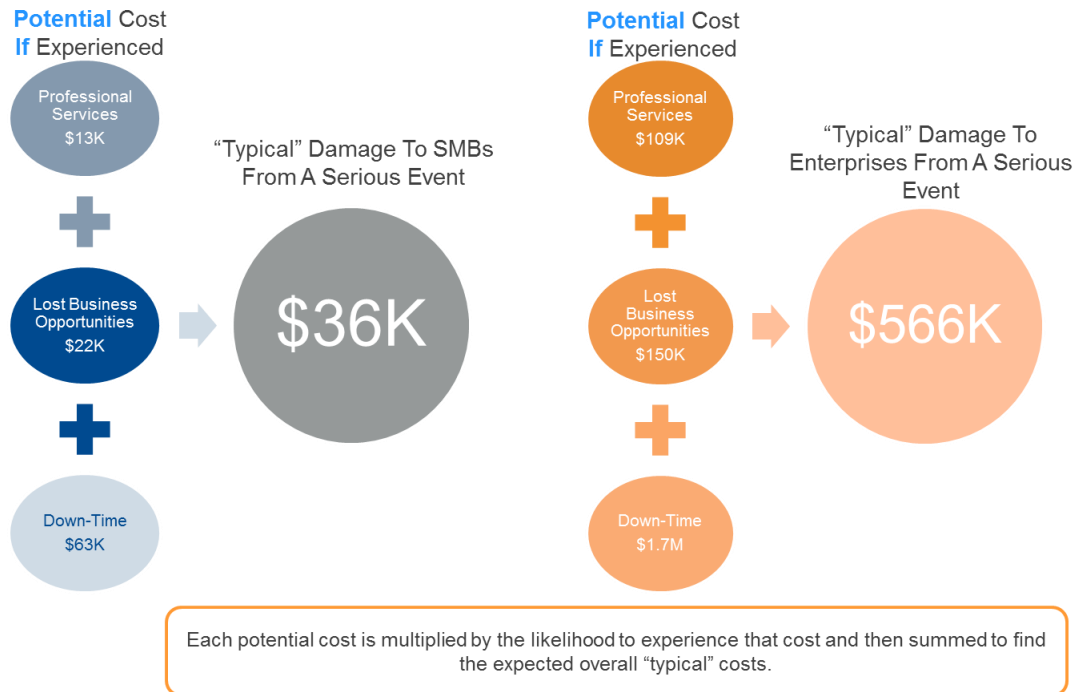 Potential Cost
If Experienced
Professional
Services
$13K
Lost Business
Opportunities
$22K
Down-Time
$63K
“Typical” Damage To SMBs
From A Serious Event
$36K
Potential Cost
If Experienced
Professional
Services
$109K
Lost
Business
Opportunities
$150K
Down-Time
$1.7M
“Typical” Damage To
Enterprises From A Serious
Event
$566K
Each potential cost is multiplied by the likelihood to experience that cost and then summed to find
the expected overall “typical” costs.